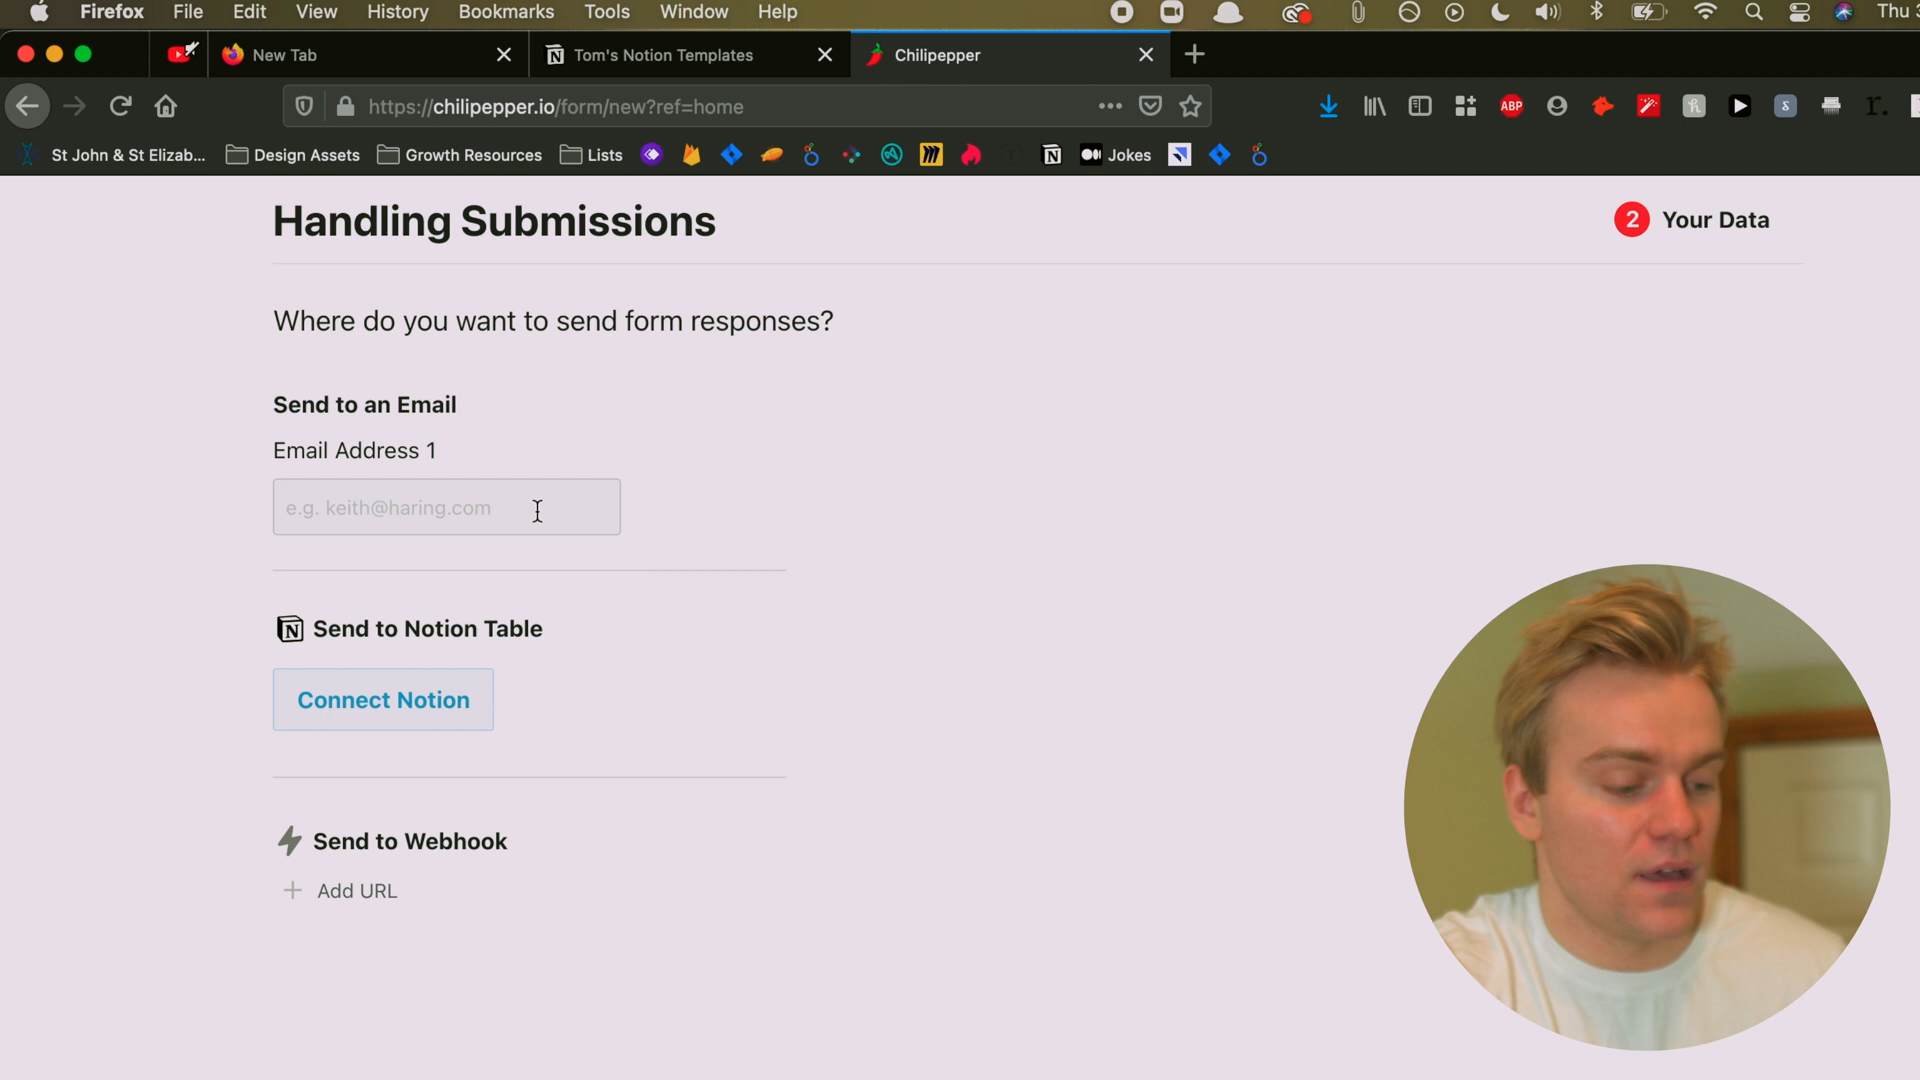 Firefox File Edit View History Bookmarks Tools Window Help Thu
New Tab Tom's Notion Templates Chilipepper
https://chilipepper.io/form/new?ref=home ABP
St John & St Elizab... Design Assets Growth Resources Lists Jokes
Handling Submissions
2 Your Data
Where do you want to send form responses?
Send to an Email
Email Address 1
e.g. keith@haring.com
Send to Notion Table
Connect Notion
Send to Webhook
+ Add URL